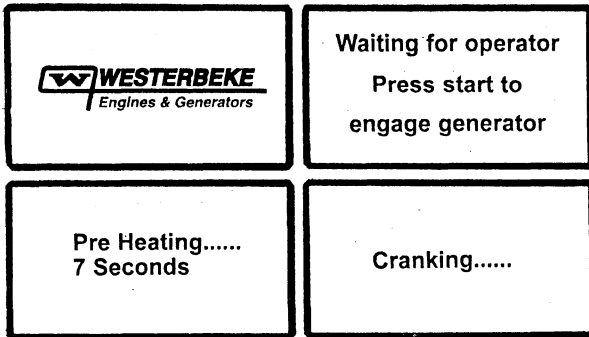 W WESTERBEKE
Engines & Generators
Waiting for operator
Press start to
engage generator
Pre Heating......
7 Seconds
Cranking......